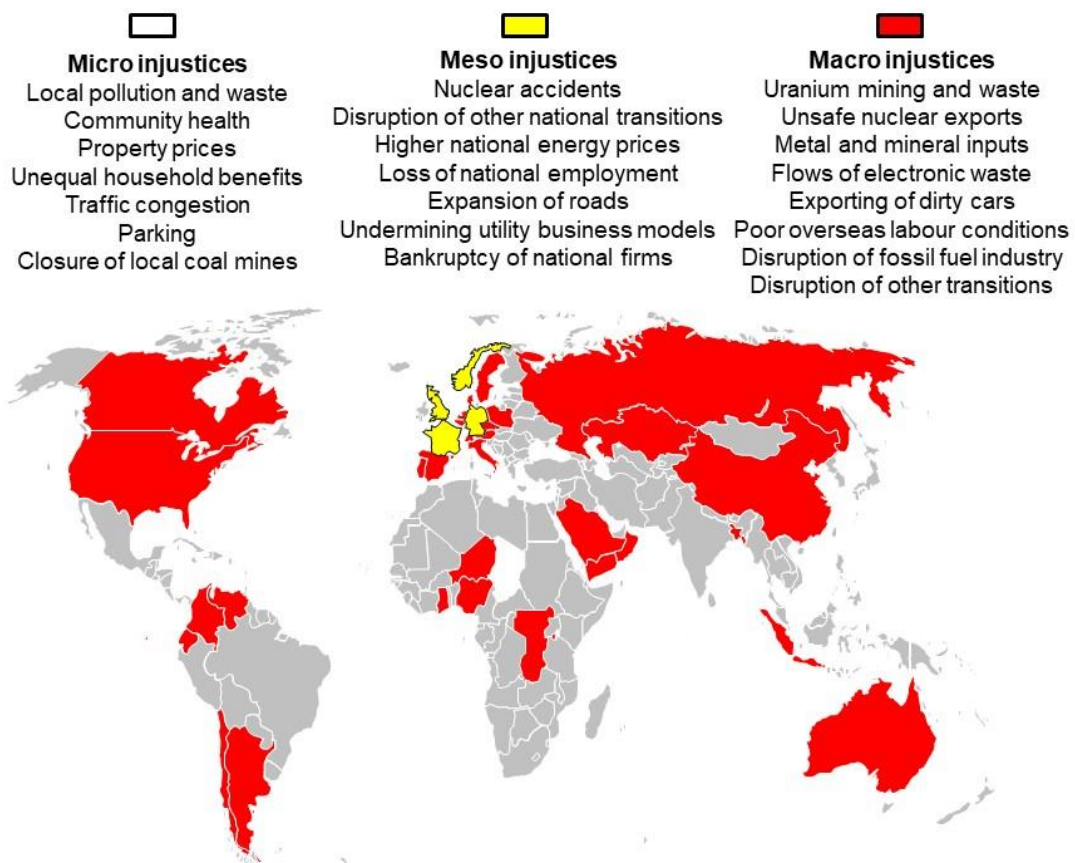 Micro injustices
Local pollution and waste
Community health
Property prices
Unequal household benefits
Traffic congestion
Parking
Closure of local coal mines
Meso injustices
Nuclear accidents
Disruption of other national transitions
Higher national energy prices
Loss of national employment
Expansion of roads
Undermining utility business models
Bankruptcy of national firms
Macro injustices
Uranium mining and waste
Unsafe nuclear exports
Metal and mineral inputs
Flows of electronic waste
Exporting of dirty cars
Poor overseas labour conditions
Disruption of fossil fuel industry
Disruption of other transitions